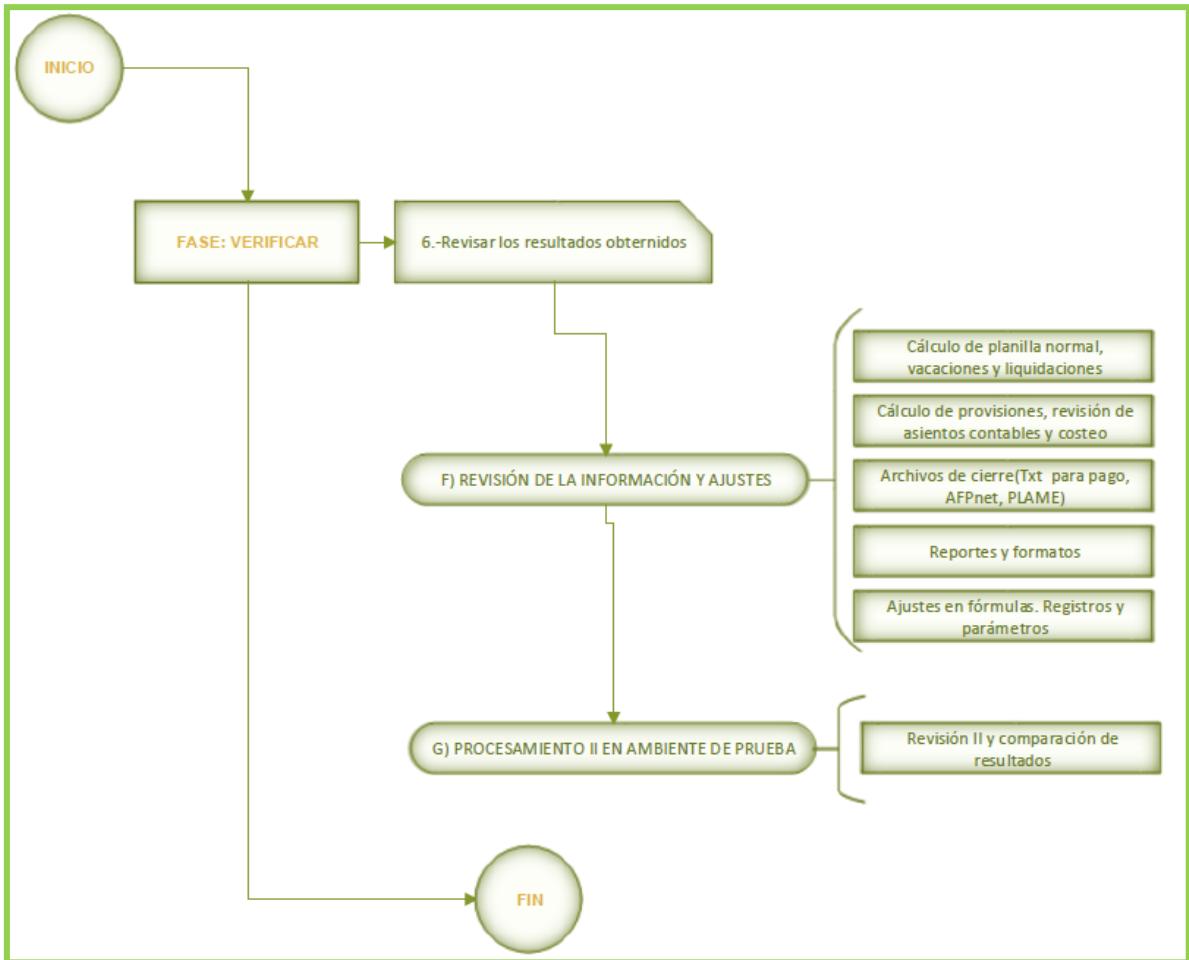 INICIO
FASE: VERIFICAR
6.-Revisar los resultados obternidos
Cálculo de planilla normal,
vacaciones y liquidaciones
Cálculo de provisiones, revisión de
asientos contables y costeo
F) REVISIÓN DE LA INFORMACIÓN Y AJUSTES
Archivos de cierre(Txt para pago,
AFPnet, PLAME)
Reportes y formatos
Ajustes en fórmulas. Registros y
parámetros
G) PROCESAMIENTO II EN AMBIENTE DE PRUEBA
Revisión II y comparación de
resultados
FIN